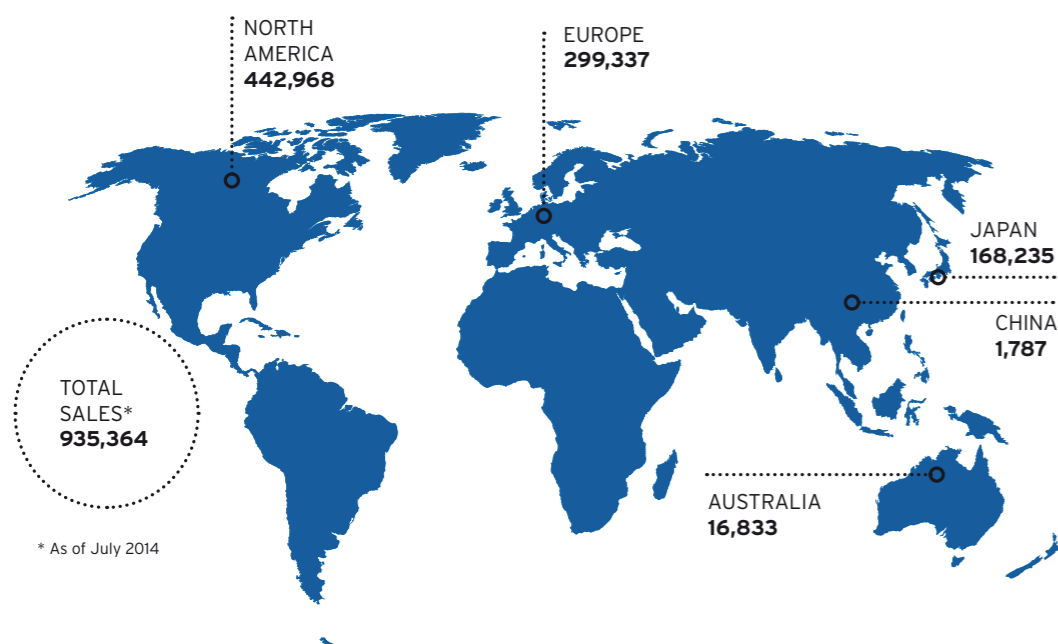 NORTH
AMERICA
442,968
EUROPE
299,337
JAPAN
168,235
CHINA
1,787
TOTAL
SALES*
935,364
AUSTRALIA
16,833
* As of July 2014